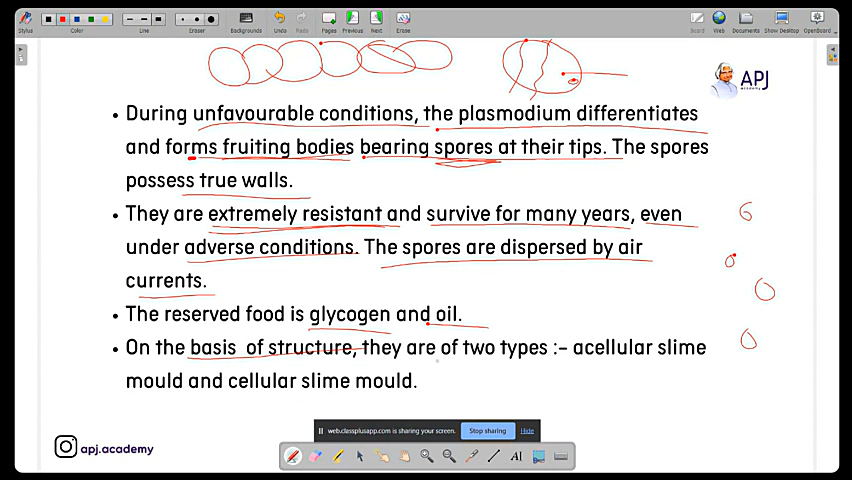 Stylus
Color
Line
Eraser
Backgrounds
Undo
Redo
Pages
Previous
Next
Erase
Board
Web
Documents
Show Desktop
OpenBoard
APJ
academy
• During unfavourable conditions, the plasmodium differentiates
and forms fruiting bodies bearing spores at their tips. The spores
possess true walls.
• They are extremely resistant and survive for many years, even
under adverse conditions. The spores are dispersed by air
currents.
• The reserved food is glycogen and oil.
• On the basis of structure, they are of two types :- acellular slime
mould and cellular slime mould.
web.classplusapp.com is sharing your screen.
Stop sharing
Hide
apj.academy